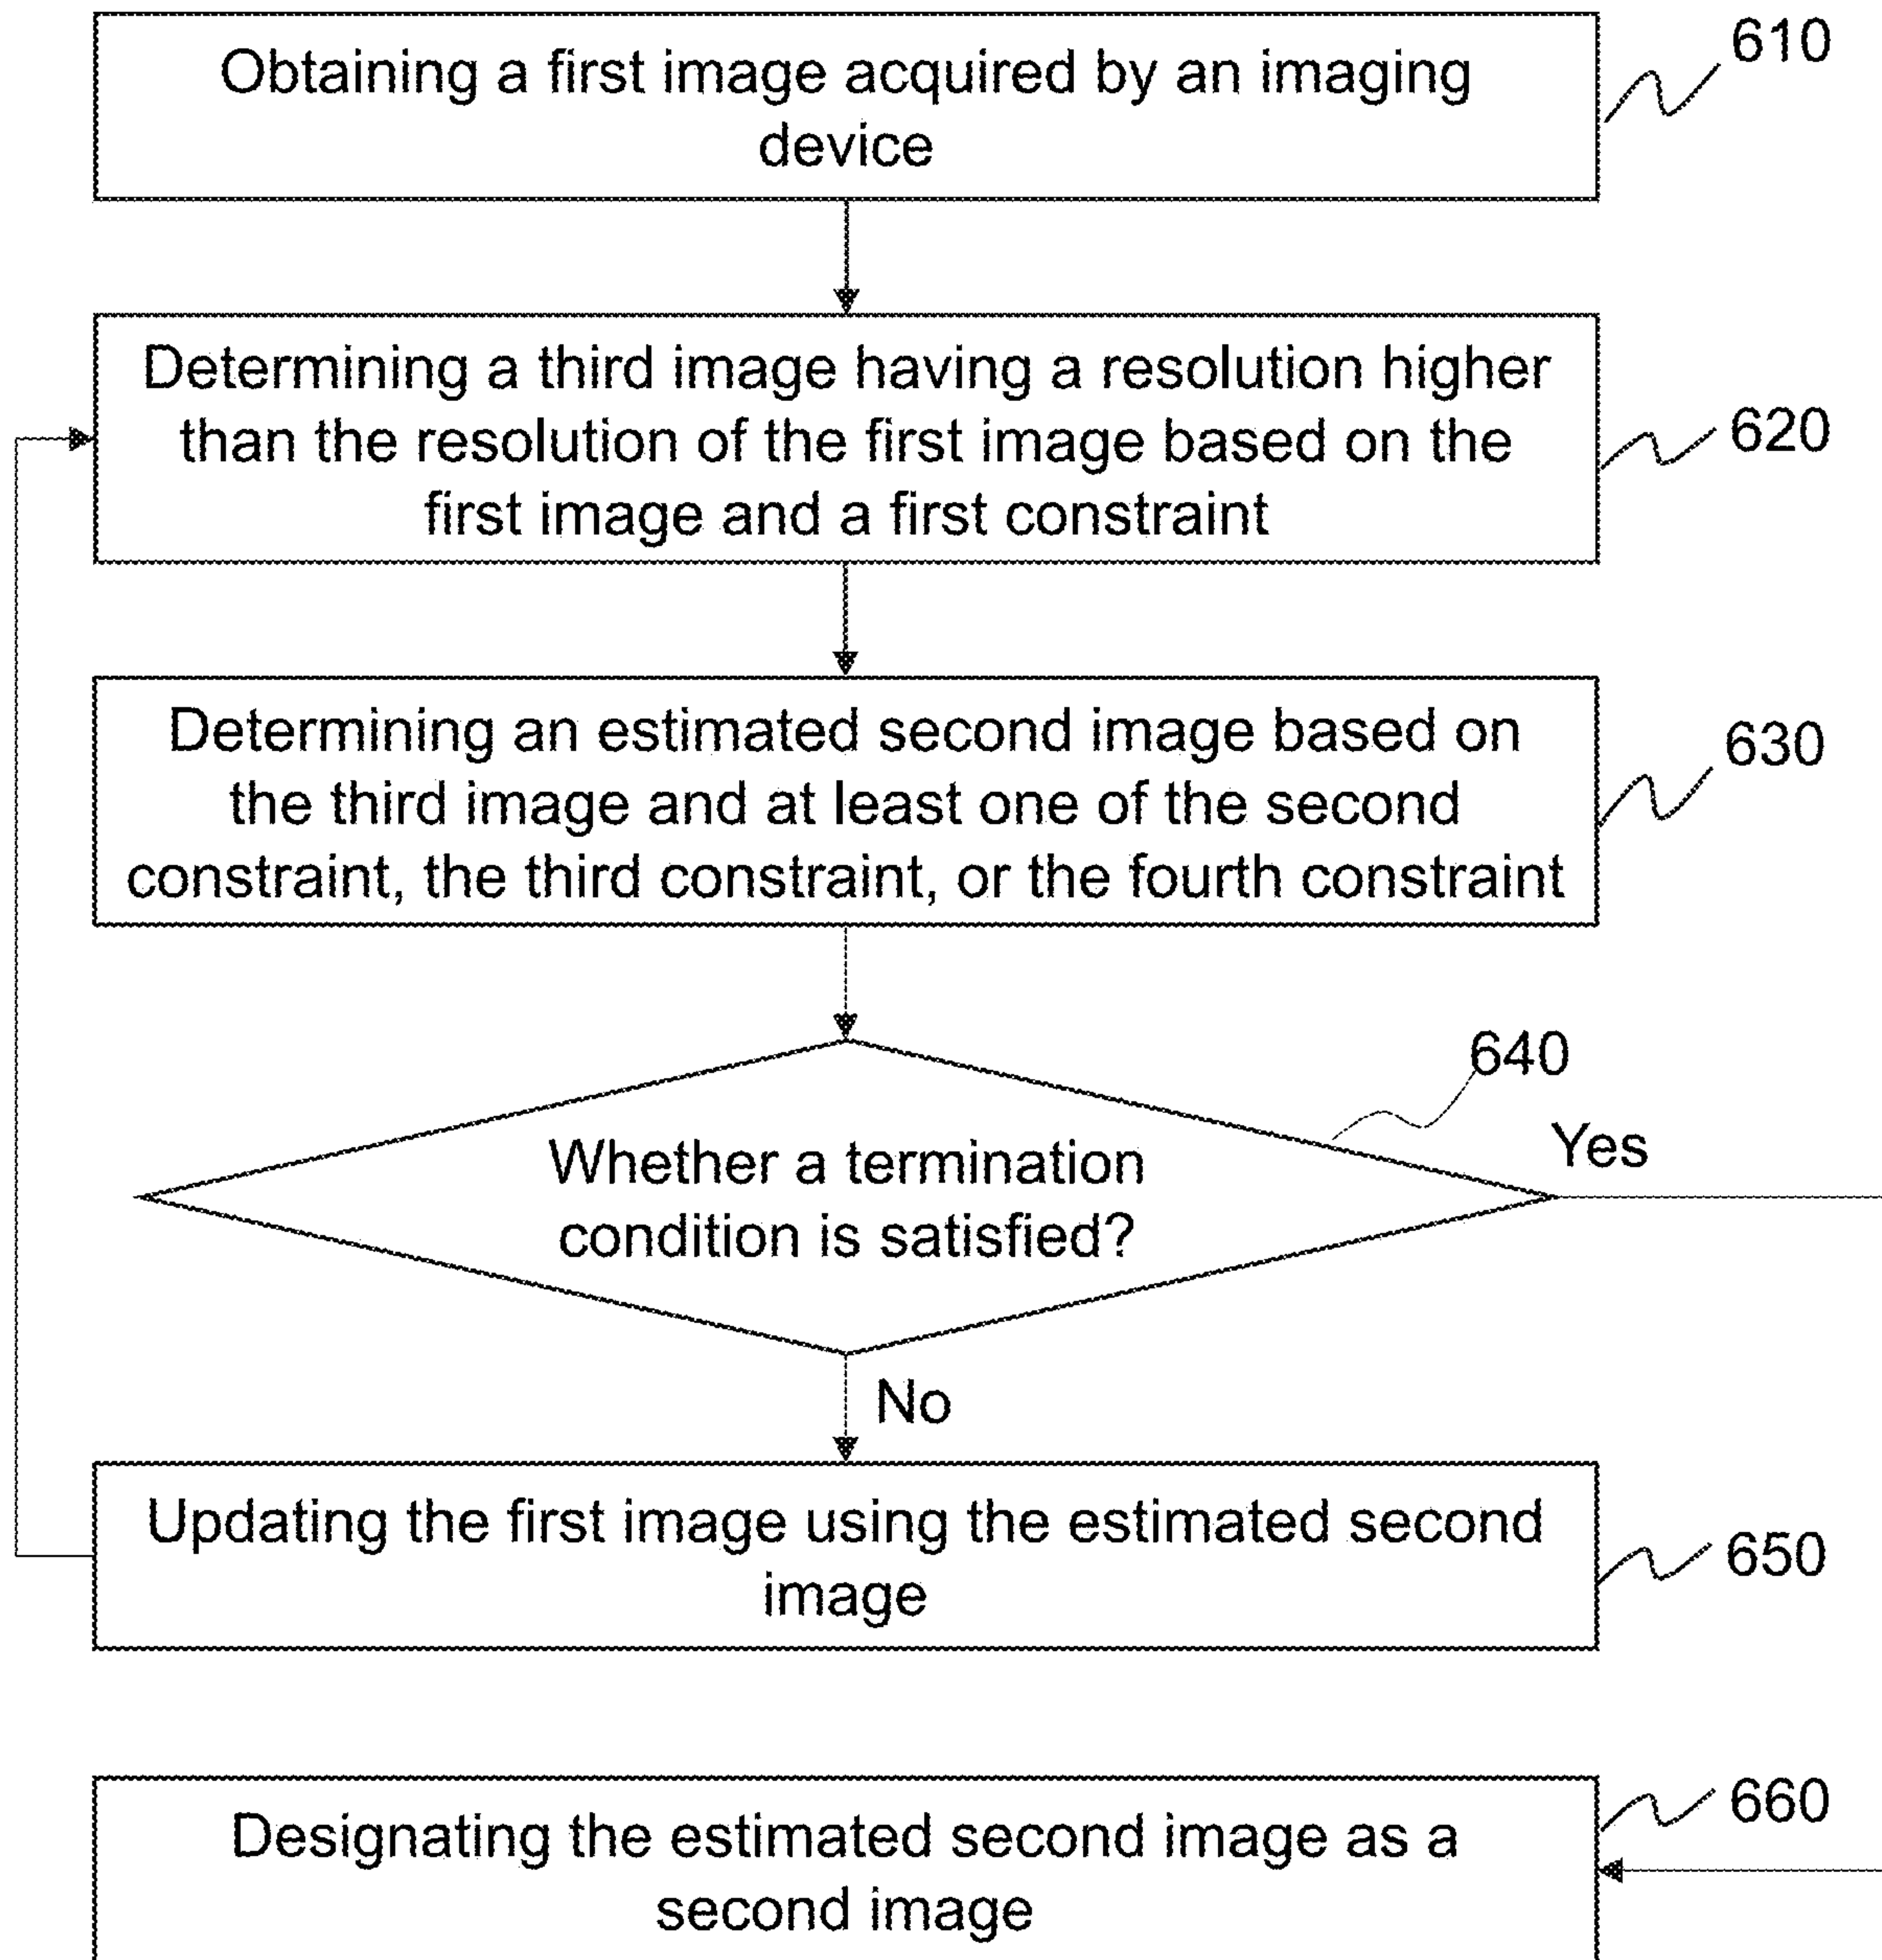 Obtaining a first image acquired by an imaging
device
610
Determining a third image having a resolution higher
than the resolution of the first image based on the
first image and a first constraint
620
Determining an estimated second image based on
the third image and at least one of the second
constraint, the third constraint, or the fourth constraint
630
640
Whether a termination
condition is satisfied?
Yes
No
Updating the first image using the estimated second
image
650
Designating the estimated second image as a
second image
660